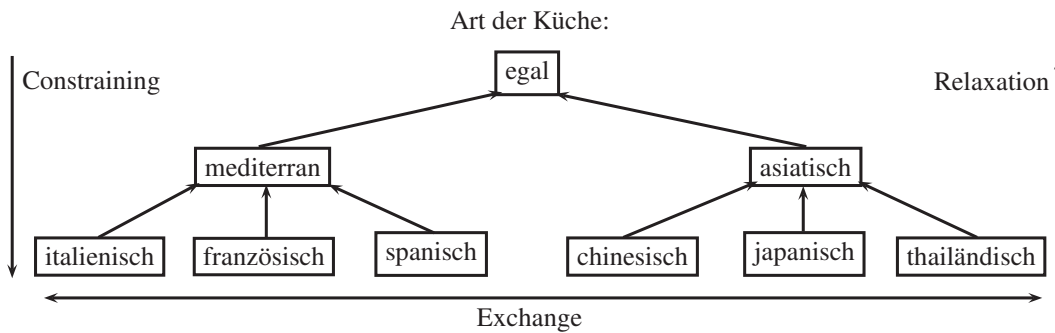 Art der Küche:
Constraining
egal
Relaxation
mediterran
asiatisch
italienisch
französisch
spanisch
chinesisch
japanisch
thailändisch
Exchange